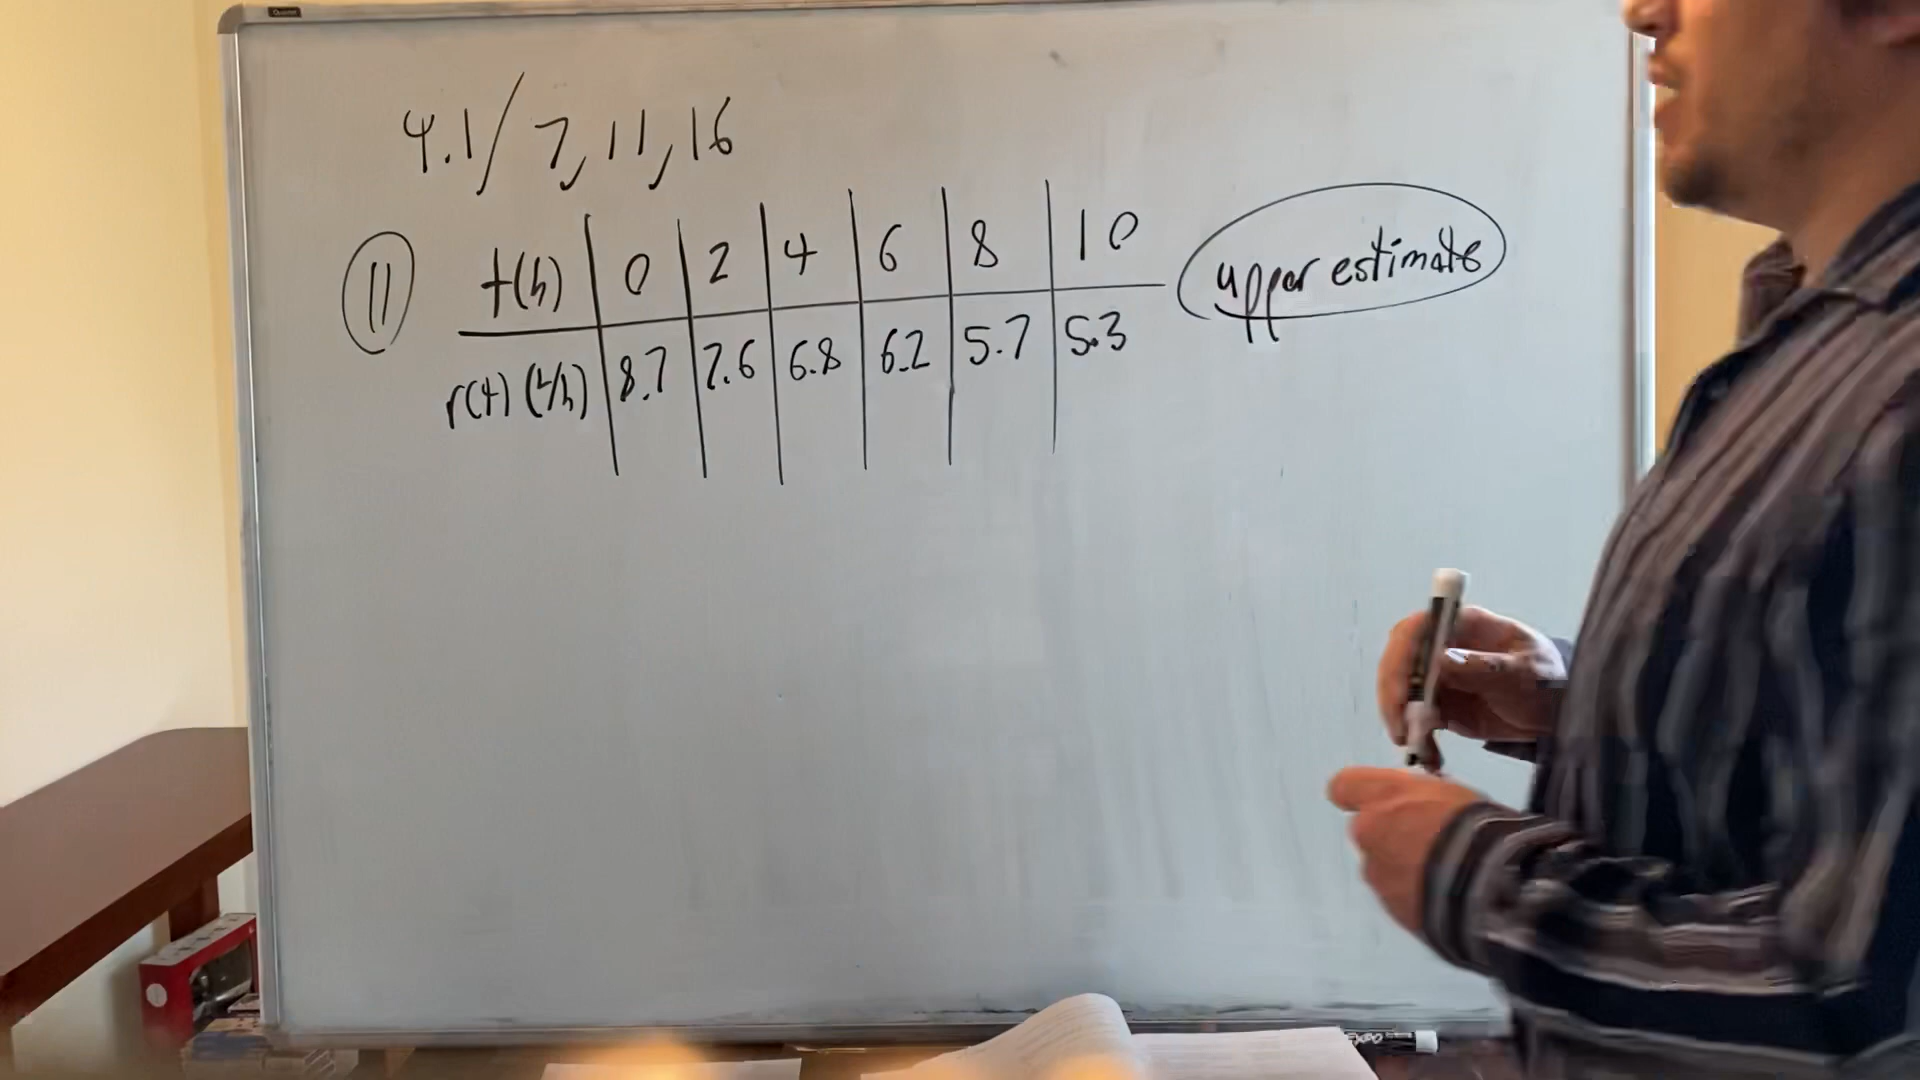 4.1/ 7, 11, 16
11 t(h) 0 2 4 6 8 10 upper estimate
r(t) (L/h) 8.7 7.6 6.8 6.2 5.7 5.3